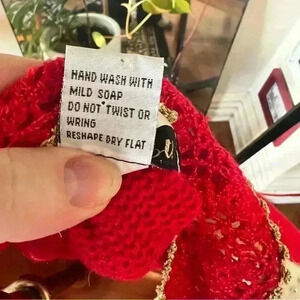 HAND WASH WITH
MILD SOAP
DO NOT TWIST OR
WRING
RESHAPE DRY FLAT